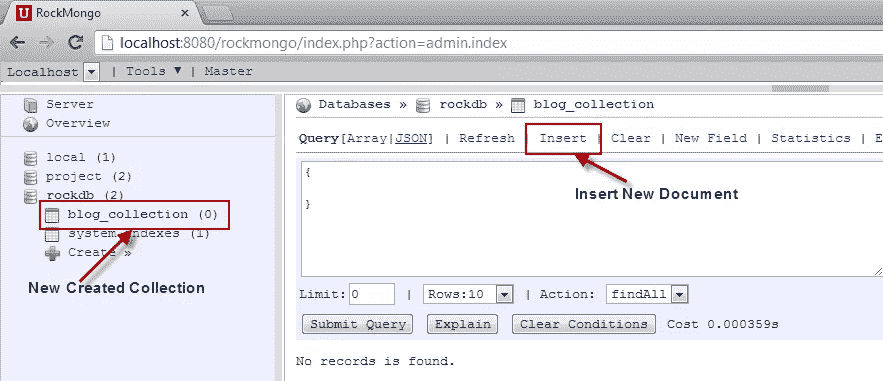 RockMongo
localhost:8080/rockmongo/index.php?action=admin.index
Localhost | Tools ▼ | Master
Server
Overview
local (1)
project (2)
rockdb (2)
blog_collection (0)
system.indexes (1)
Create »
New Created Collection
Databases » rockdb » blog_collection
Query[Array|JSON] | Refresh | Insert | Clear | New Field | Statistics | E
{
}
Insert New Document
Limit: 0 | Rows:10 | Action: findAll
Submit Query Explain Clear Conditions Cost 0.000359s
No records is found.